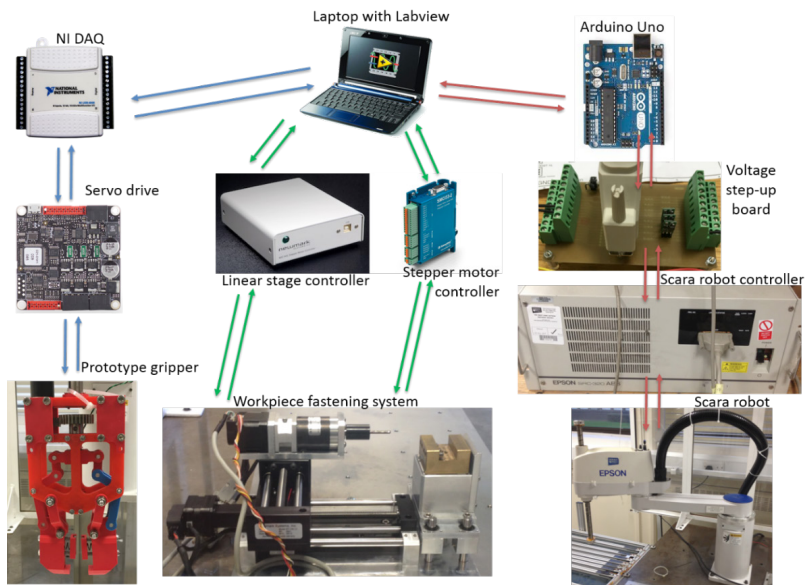 Laptop with Labview
NI DAQ
Arduino Uno
NATIONAL
INSTRUMENTS
Servo drive
Voltage
step-up
board
newmark
Linear stage controller
Stepper motor
controller
Scara robot controller
EPSON
Prototype gripper
Workpiece fastening system
Scara robot
EPSON